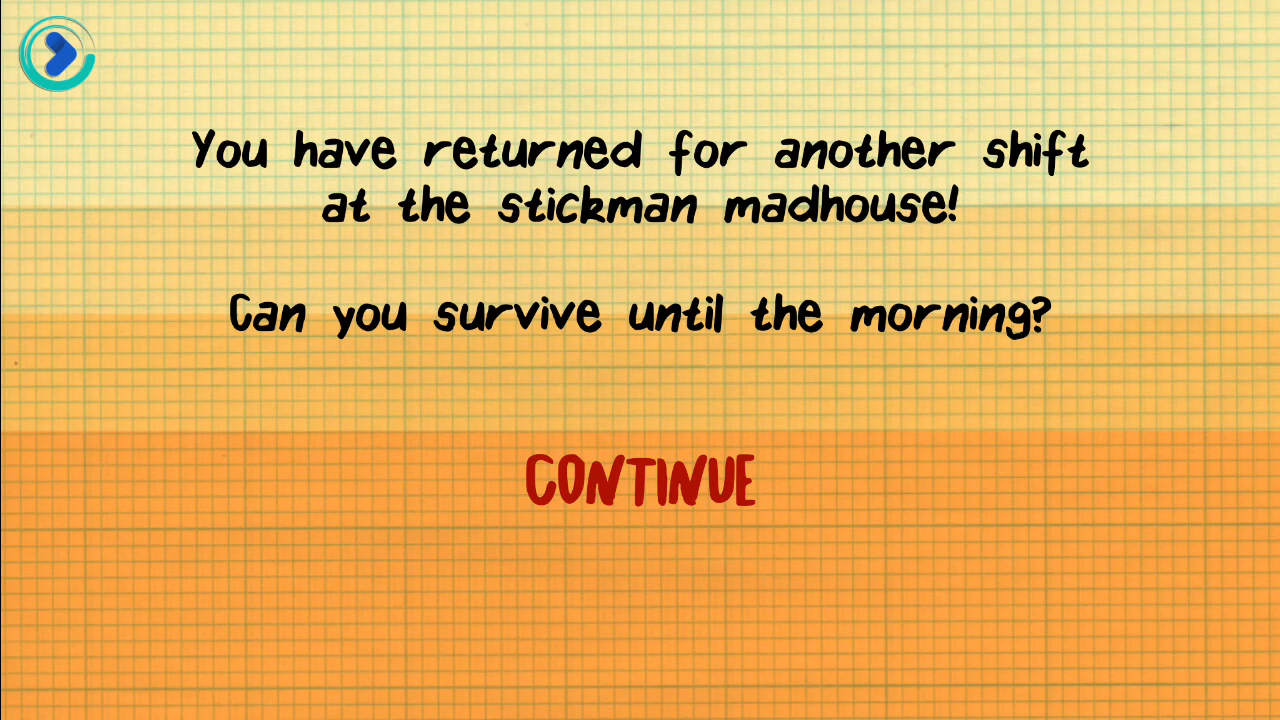 You have returned for another shift
at the stickman madhouse!
Can you survive until the morning?
CONTINUE